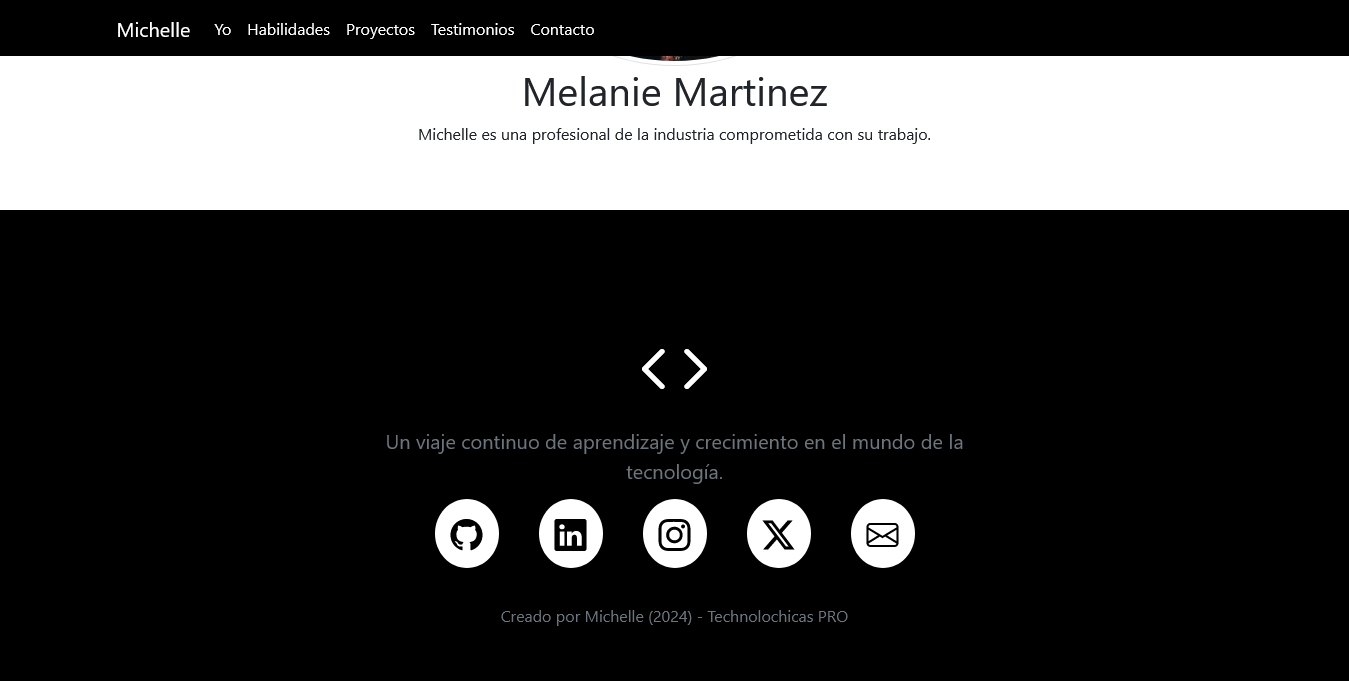 Michelle Yo Habilidades Proyectos Testimonios Contacto
Melanie Martinez
Michelle es una profesional de la industria comprometida con su trabajo.
Un viaje continuo de aprendizaje y crecimiento en el mundo de la
tecnología.
Creado por Michelle (2024) - Technolochicas PRO